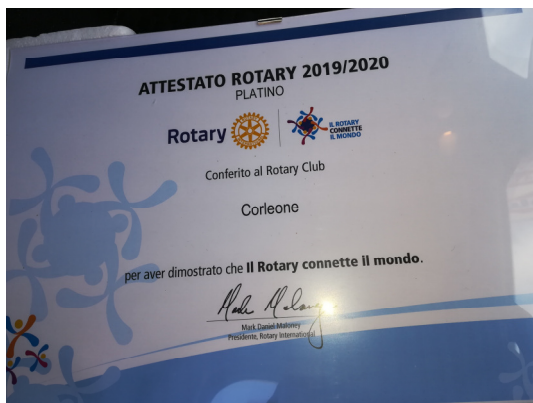 ATTESTATO ROTARY 2019/2020
PLATINO
Rotary
IL ROTARY
CONNETTE
IL MONDO
Conferito al Rotary Club
Corleone
per aver dimostrato che Il Rotary connette il mondo.
Mark Daniel Maloney
Presidente, Rotary International